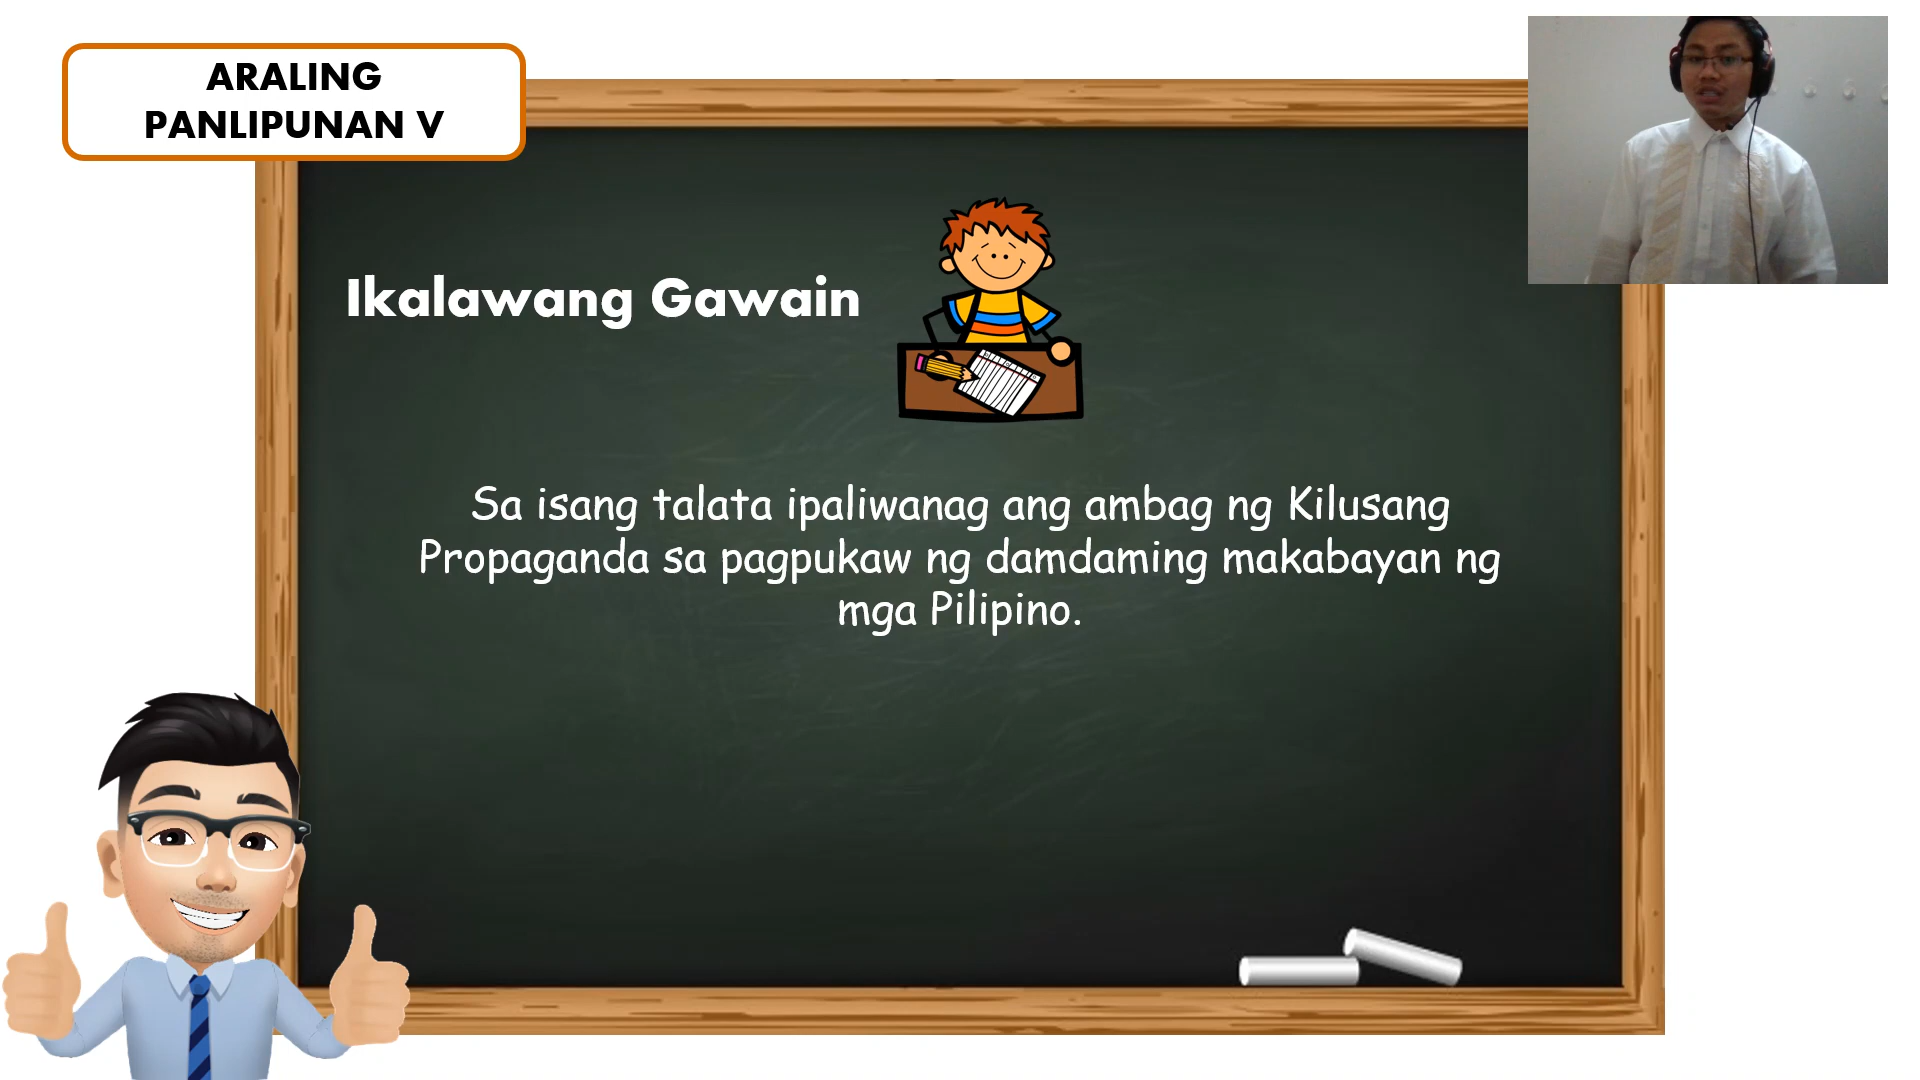 ARALING
PANLIPUNAN V
Ikalawang Gawain
Sa isang talata ipaliwanag ang ambag ng Kilusang
Propaganda sa pagpukaw ng damdaming makabayan ng
mga Pilipino.